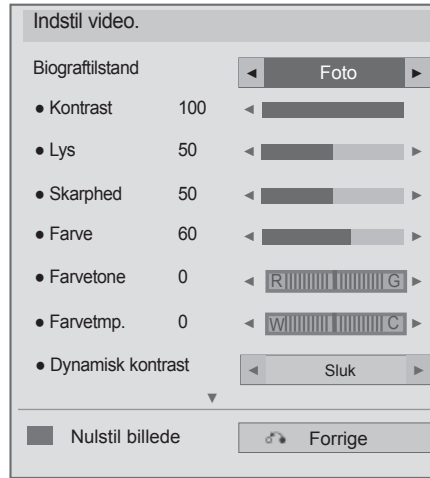 Indstil video.
Biograftilstand ◄ Foto ►
● Kontrast 100 ◄
● Lys 50 ◄ ►
● Skarphed 50 ◄ ►
● Farve 60 ◄ ►
● Farvetone 0 ◄ R G ►
● Farvetmp. 0 ◄ W C ►
● Dynamisk kontrast ◄ Sluk ►
▼
Nulstil billede Forrige